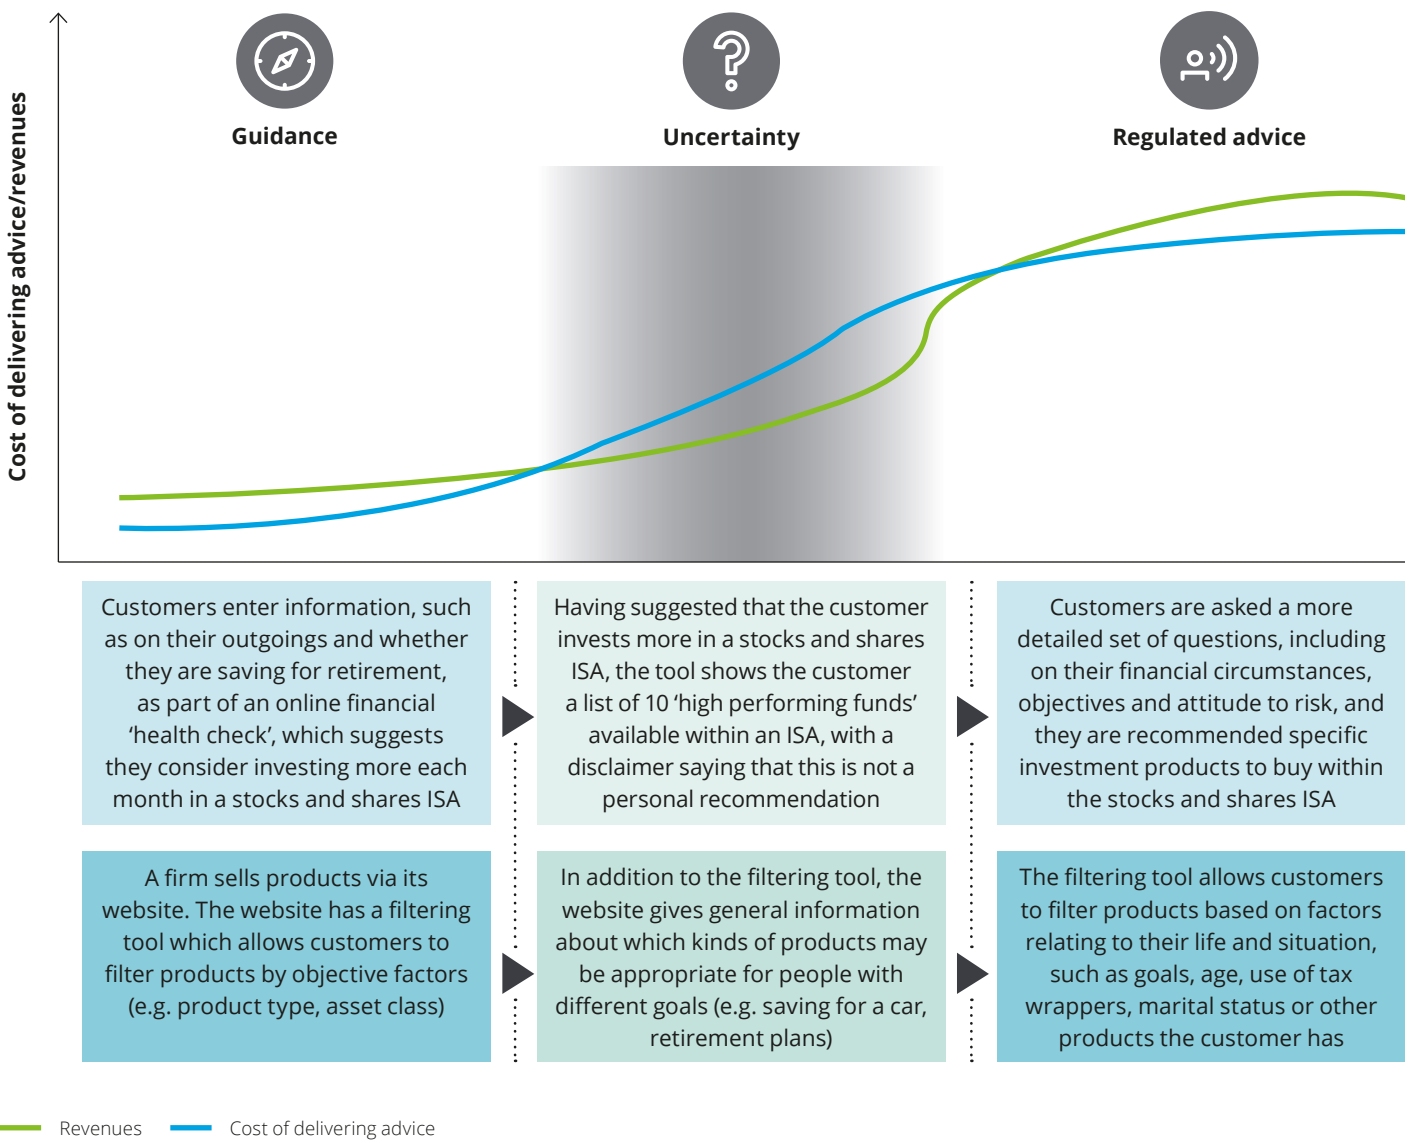 Cost of delivering advice/revenues
Guidance
Uncertainty
Regulated advice
Customers enter information, such
as on their outgoings and whether
they are saving for retirement,
as part of an online financial
‘health check’, which suggests
they consider investing more each
month in a stocks and shares ISA
Having suggested that the customer
invests more in a stocks and shares
ISA, the tool shows the customer
a list of 10 ‘high performing funds’
available within an ISA, with a
disclaimer saying that this is not a
personal recommendation
Customers are asked a more
detailed set of questions, including
on their financial circumstances,
objectives and attitude to risk, and
they are recommended specific
investment products to buy within
the stocks and shares ISA
A firm sells products via its
website. The website has a filtering
tool which allows customers to
filter products by objective factors
(e.g. product type, asset class)
In addition to the filtering tool, the
website gives general information
about which kinds of products may
be appropriate for people with
different goals (e.g. saving for a car,
retirement plans)
The filtering tool allows customers
to filter products based on factors
relating to their life and situation,
such as goals, age, use of tax
wrappers, marital status or other
products the customer has
Revenues
Cost of delivering advice